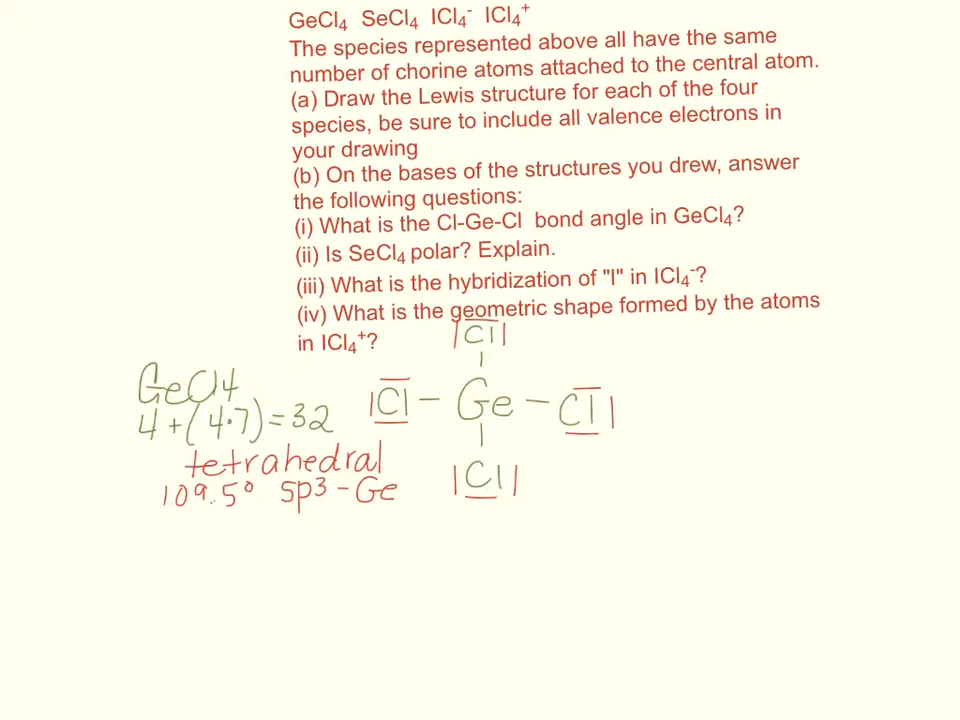 GeCl4 SeCl4 ICl4- ICl4+
The species represented above all have the same
number of chorine atoms attached to the central atom.
(a) Draw the Lewis structure for each of the four
species, be sure to include all valence electrons in
your drawing
(b) On the bases of the structures you drew, answer
the following questions:
(i) What is the Cl-Ge-Cl bond angle in GeCl4?
(ii) Is SeCl4 polar? Explain.
(iii) What is the hybridization of "I" in ICl4-?
(iv) What is the geometric shape formed by the atoms
in ICl4+?
Cl
GeCl4
Cl - Ge - Cl
4 + (4·7) = 32
tetrahedral
Cl
109.5° sp3 - Ge